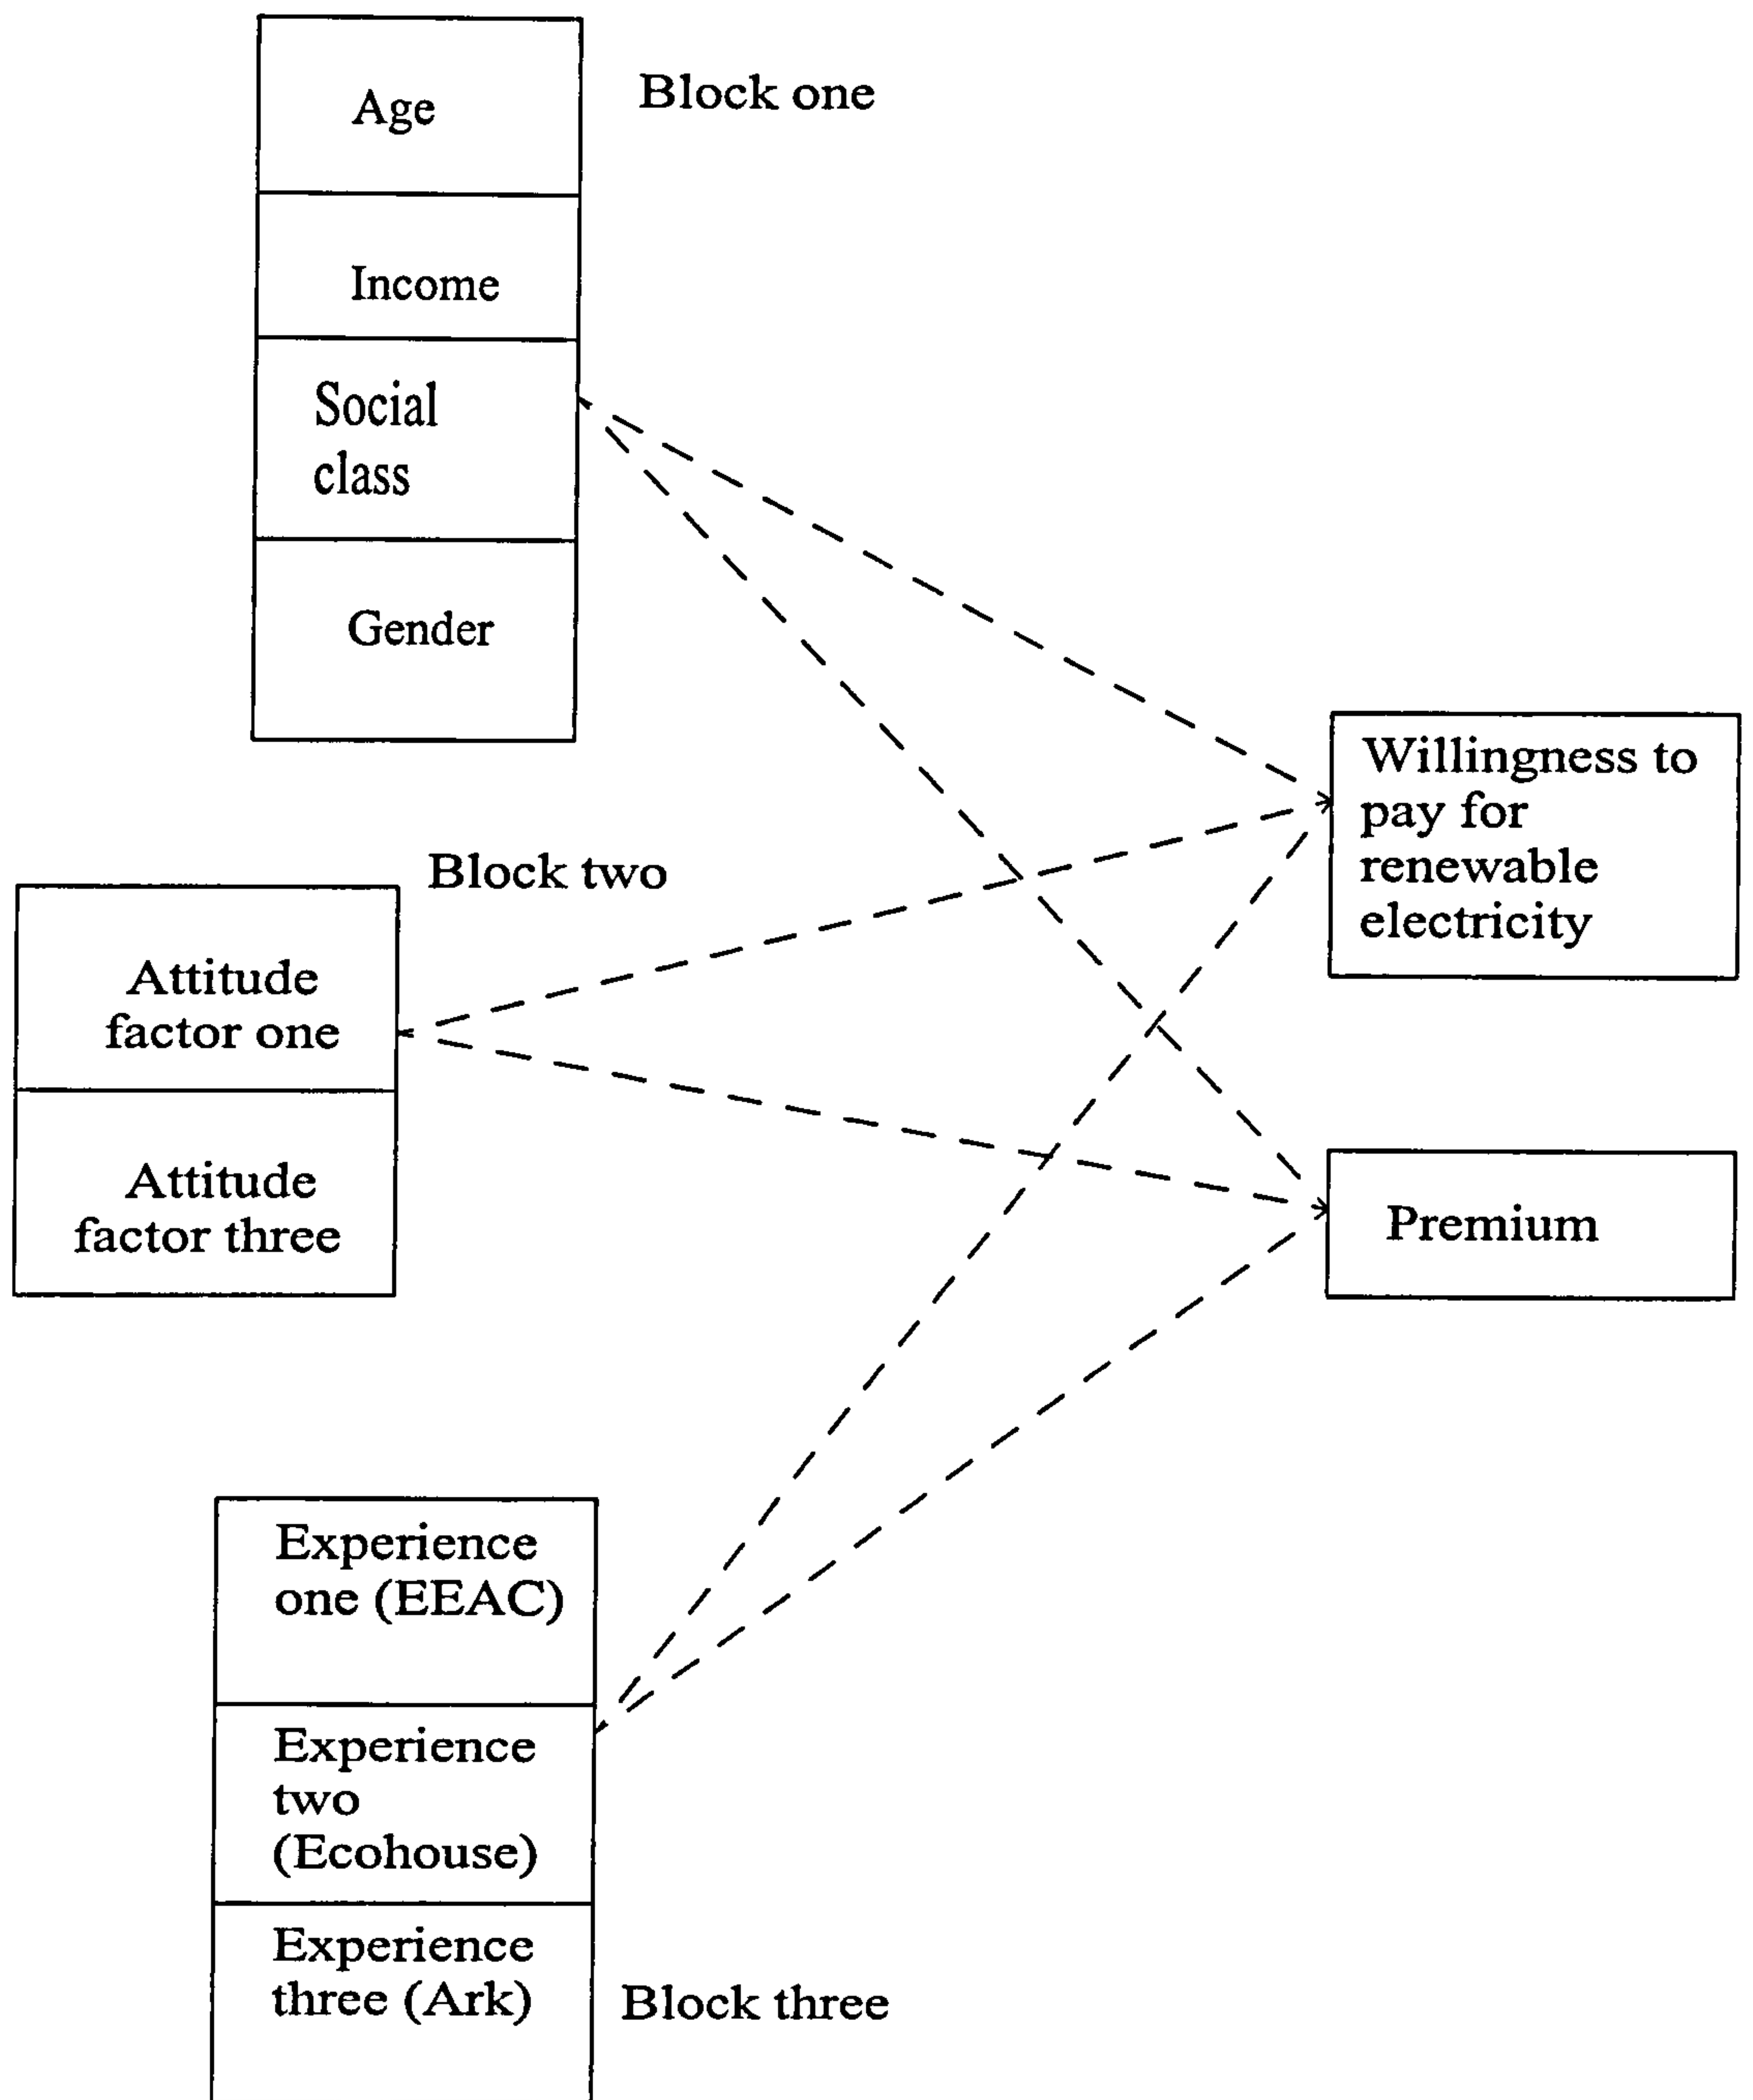 Age
Block one
Income
Social
class
Gender
Willingness to
pay for
renewable
electricity
Block two
Attitude
factor one
Attitude
factor three
Premium
Experience
one (EEAC)
Experience
two
(Ecohouse)
Experience
three (Ark)
Block three